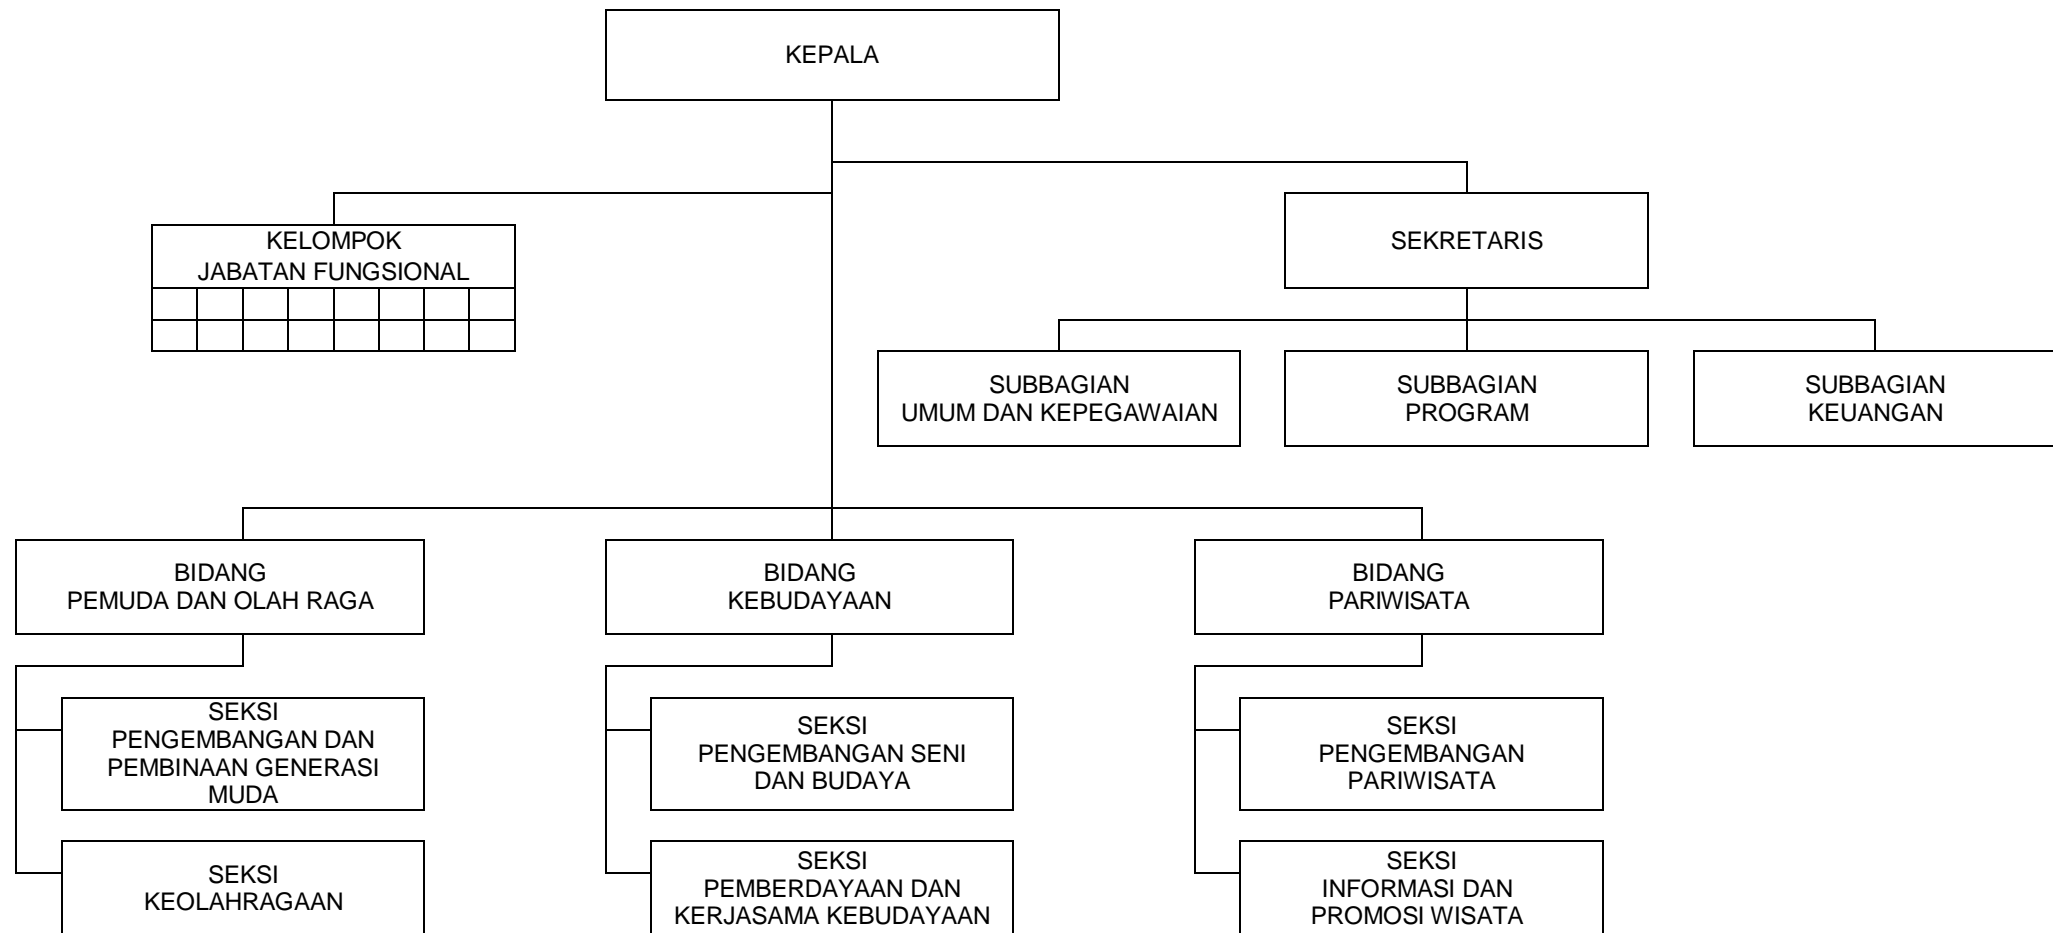 KEPALA
KELOMPOK
JABATAN FUNGSIONAL
SEKRETARIS
SUBBAGIAN
UMUM DAN KEPEGAWAIAN
SUBBAGIAN
PROGRAM
SUBBAGIAN
KEUANGAN
BIDANG
PEMUDA DAN OLAH RAGA
BIDANG
KEBUDAYAAN
BIDANG
PARIWISATA
SEKSI
PENGEMBANGAN DAN
PEMBINAAN GENERASI
MUDA
SEKSI
PENGEMBANGAN SENI
DAN BUDAYA
SEKSI
PENGEMBANGAN
PARIWISATA
SEKSI
KEOLAHRAGAAN
SEKSI
PEMBERDAYAAN DAN
KERJASAMA KEBUDAYAAN
SEKSI
INFORMASI DAN
PROMOSI WISATA